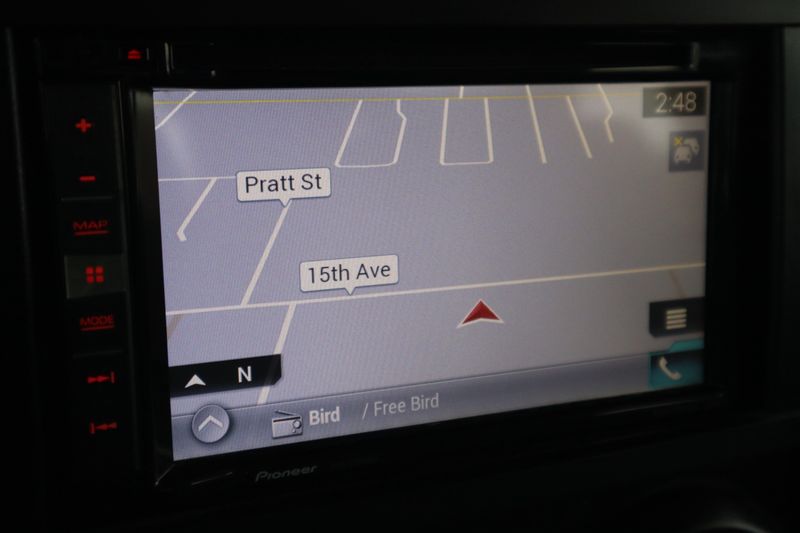 2:48
Pratt St
MAP
15th Ave
MODE
N
Bird / Free Bird
Pioneer